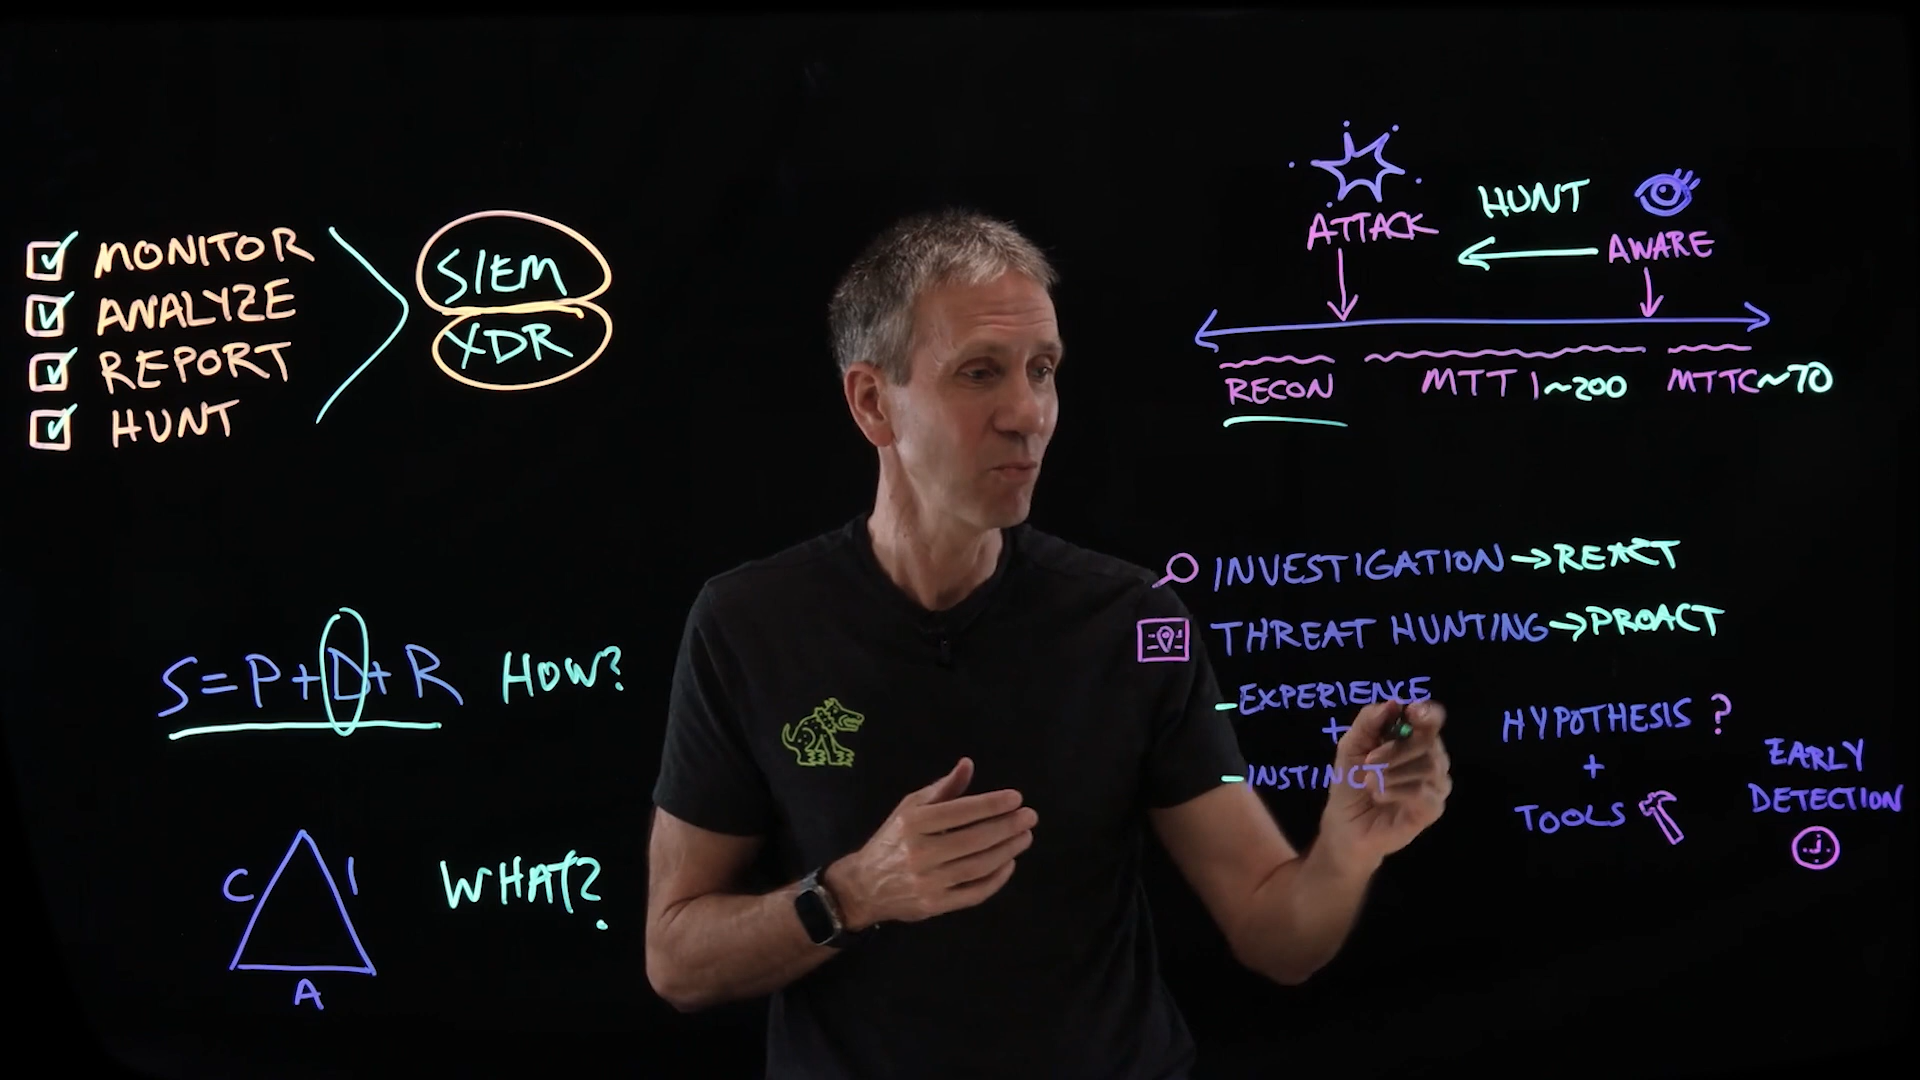 MONITOR
ANALYZE
REPORT
HUNT
SIEM
XDR
S=P+D+R HOW?
C I
A
WHAT?
ATTACK
HUNT
AWARE
RECON
MTTI~200
MTTC~70
INVESTIGATION→REACT
THREAT HUNTING→PROACT
-EXPERIENCE
+
-INSTINCT
HYPOTHESIS ?
+
TOOLS
EARLY
DETECTION